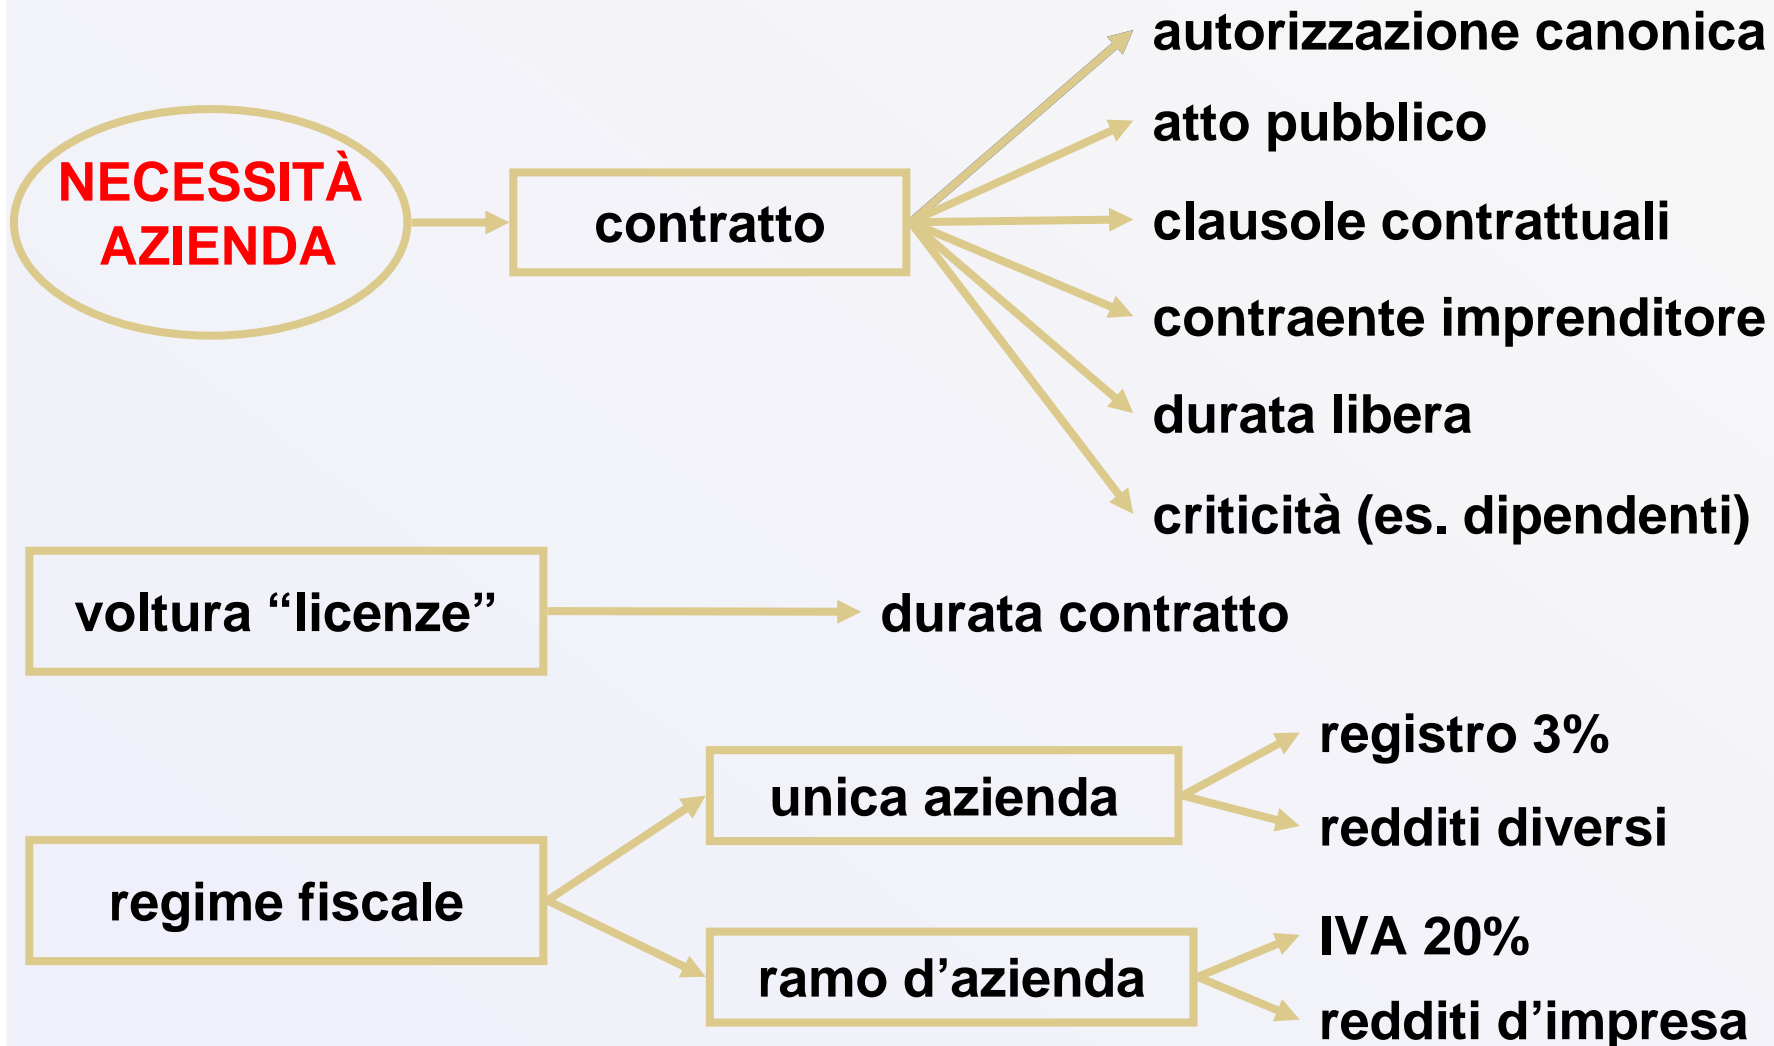 autorizzazione canonica
atto pubblico
NECESSITÀ
AZIENDA
contratto
clausole contrattuali
contraente imprenditore
durata libera
criticità (es. dipendenti)
voltura “licenze”
durata contratto
regime fiscale
unica azienda
registro 3%
redditi diversi
ramo d’azienda
IVA 20%
redditi d’impresa